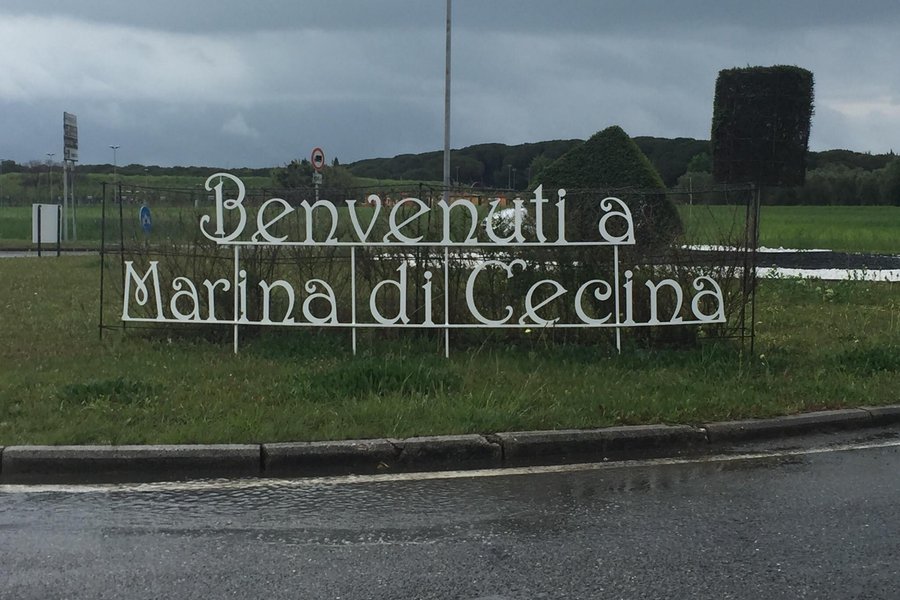 Benvenuti a
Marina di Cecina